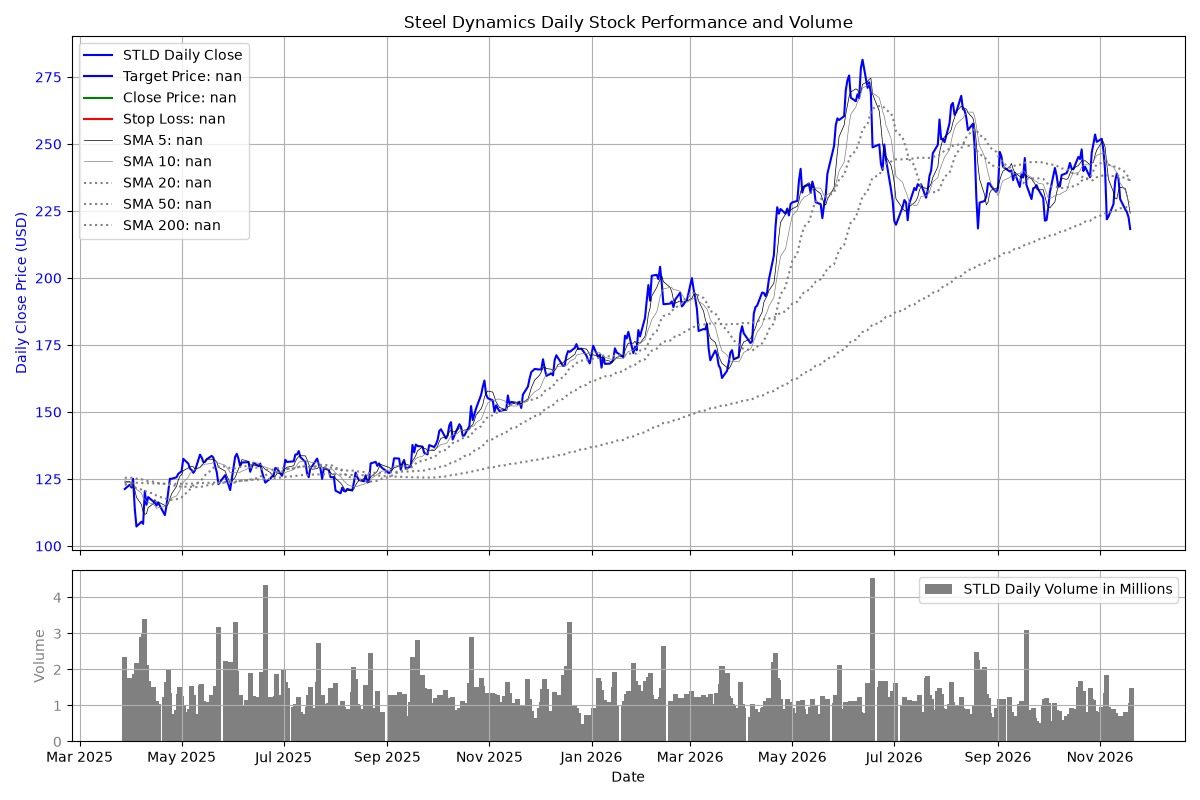 Steel Dynamics Daily Stock Performance and Volume
STLD Daily Close
Target Price: nan
Close Price: nan
Stop Loss: nan
SMA 5: nan
SMA 10: nan
SMA 20: nan
SMA 50: nan
SMA 200: nan
Daily Close Price (USD)
275
250
225
200
175
150
125
100
STLD Daily Volume in Millions
Volume
4
3
2
1
0
Mar 2025 May 2025 Jul 2025 Sep 2025 Nov 2025 Jan 2026 Mar 2026 May 2026 Jul 2026 Sep 2026 Nov 2026
Date